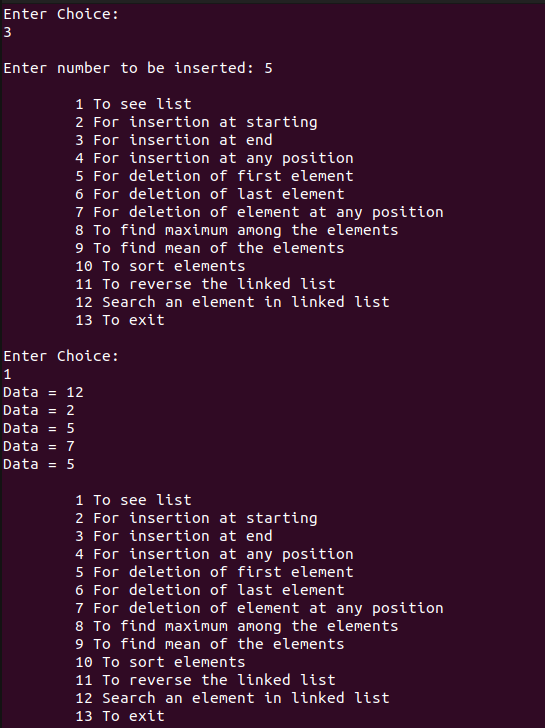 Enter Choice:
3
Enter number to be inserted: 5
1 To see list
2 For insertion at starting
3 For insertion at end
4 For insertion at any position
5 For deletion of first element
6 For deletion of last element
7 For deletion of element at any position
8 To find maximum among the elements
9 To find mean of the elements
10 To sort elements
11 To reverse the linked list
12 Search an element in linked list
13 To exit
Enter Choice:
1
Data = 12
Data = 2
Data = 5
Data = 7
Data = 5
1 To see list
2 For insertion at starting
3 For insertion at end
4 For insertion at any position
5 For deletion of first element
6 For deletion of last element
7 For deletion of element at any position
8 To find maximum among the elements
9 To find mean of the elements
10 To sort elements
11 To reverse the linked list
12 Search an element in linked list
13 To exit